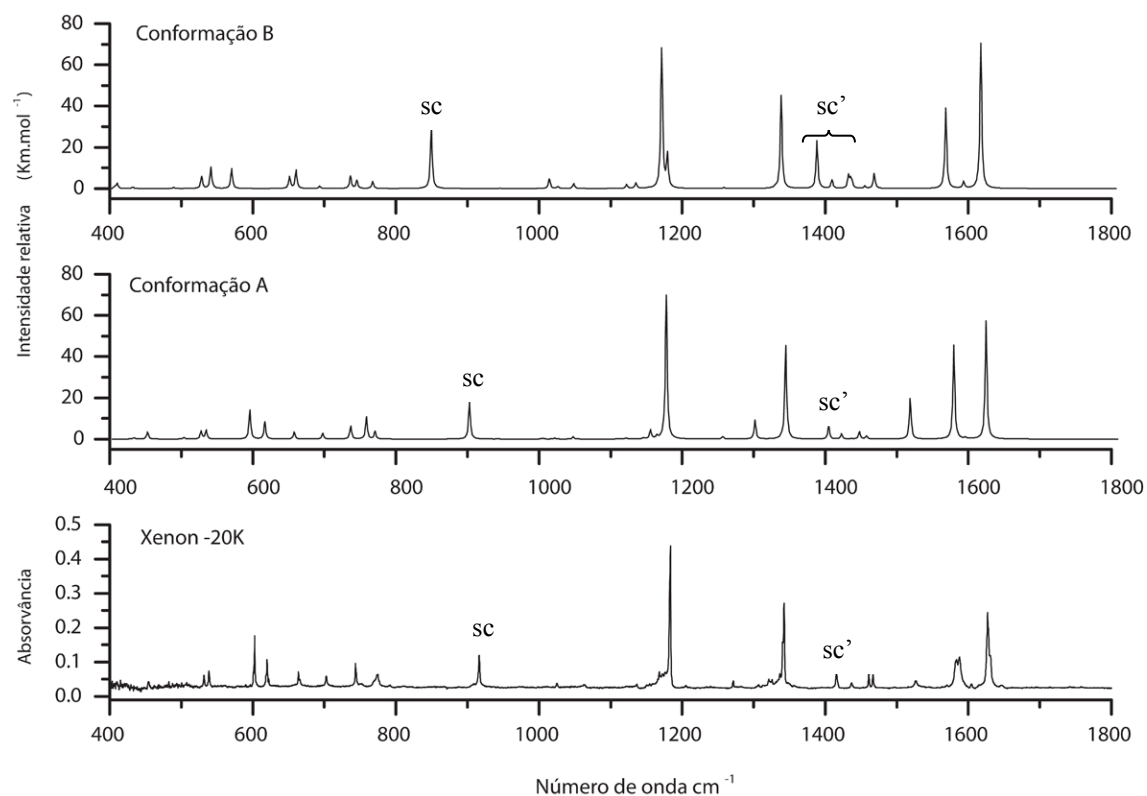 Conformação B
80
60
40
20
0
sc
sc’
400 600 800 1000 1200 1400 1600 1800
Intensidade relativa (Km.mol -1)
Conformação A
80
60
40
20
0
sc
sc’
400 600 800 1000 1200 1400 1600 1800
Absorvância
Xenon -20K
0.5
0.4
0.3
0.2
0.1
0.0
sc
sc’
400 600 800 1000 1200 1400 1600 1800
Número de onda cm -1